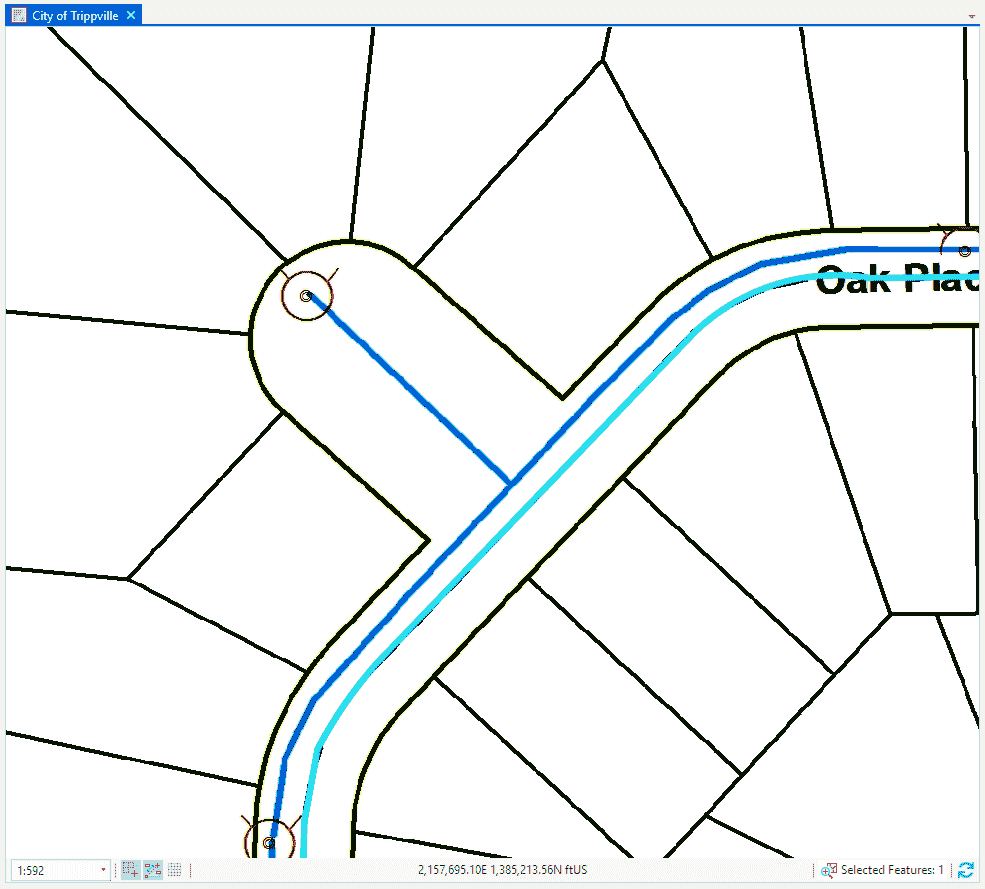 City of Trippville
Oak Plac
1:592
2,157,695.10E 1,385,213.56N ftUS
Selected Features: 1